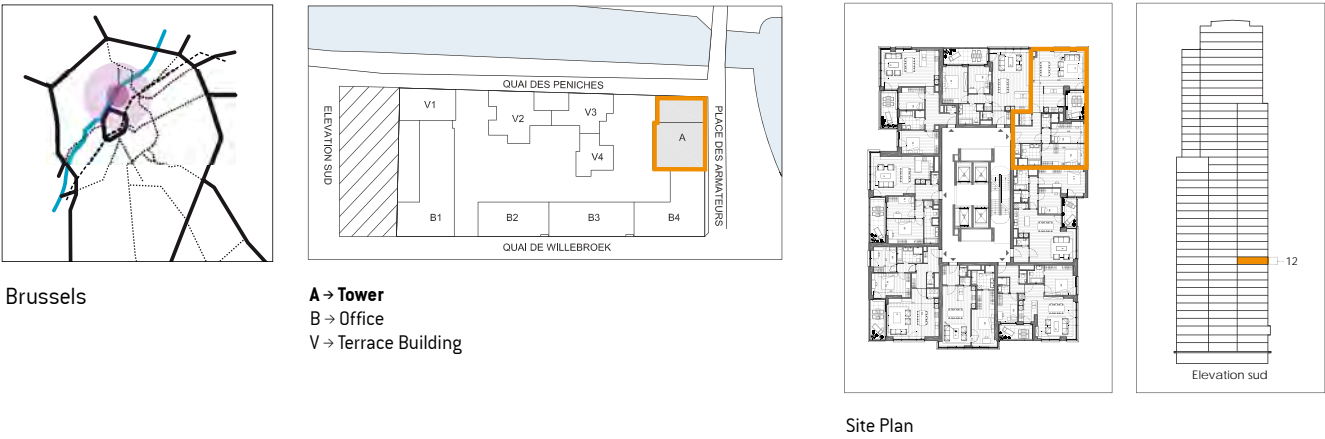 QUAI DES PENICHES
ELEVATION SUD
V1
V2
V3
V4
A
PLACE DES ARMATEURS
B1
B2
B3
B4
QUAI DE WILLEBROEK
12
Elevation sud
Brussels
A → Tower
B → Office
V → Terrace Building
Site Plan